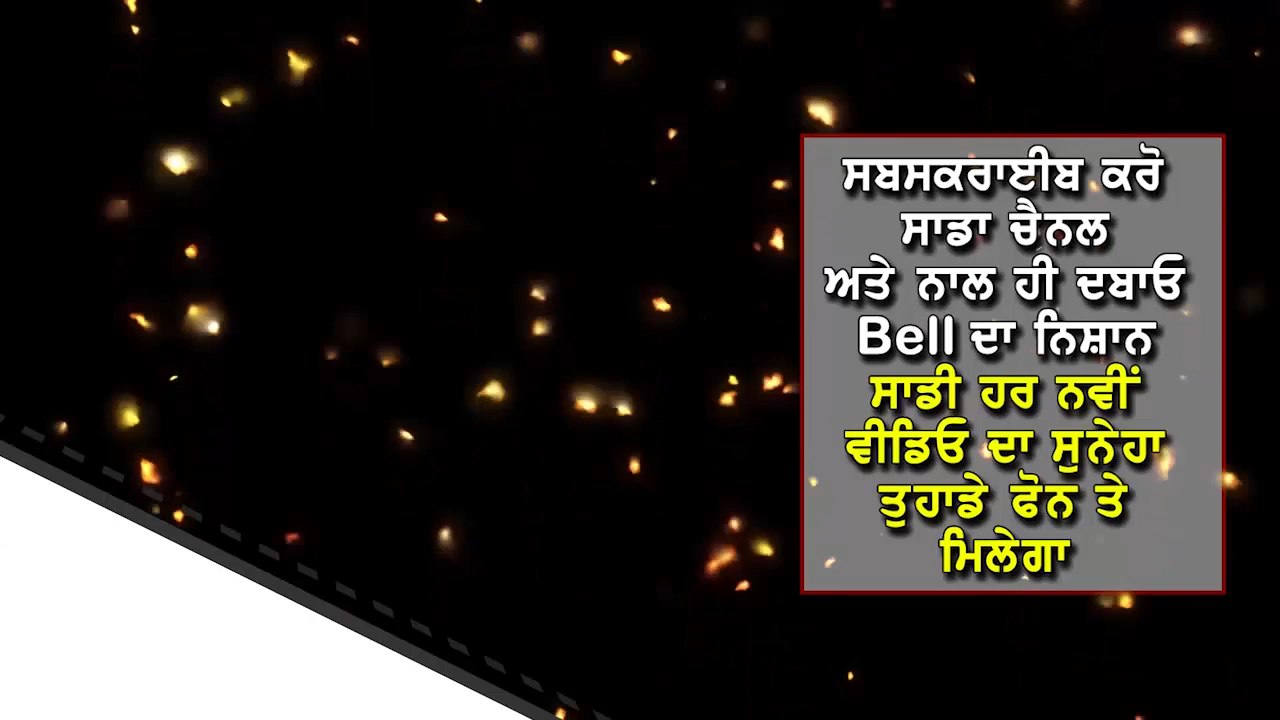 ਸਬਸਕਰਾਈਬ ਕਰੋ
ਸਾਡਾ ਚੈਨਲ
ਅਤੇ ਨਾਲ ਹੀ ਦਬਾਓ
Bell ਦਾ ਨਿਸ਼ਾਨ
ਸਾਡੀ ਹਰ ਨਵੀਂ
ਵੀਡਿਓ ਦਾ ਸੁਨੇਹਾ
ਤੁਹਾਡੇ ਫੋਨ ਤੇ
ਮਿਲੇਗਾ